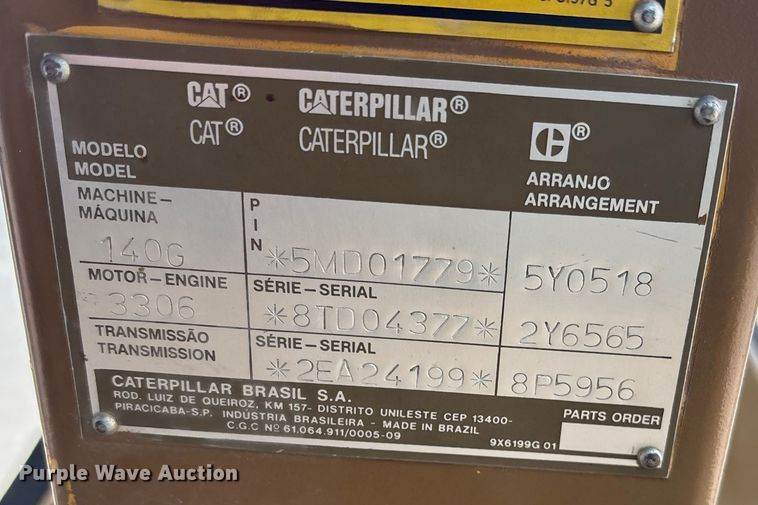 CAT® CATERPILLAR®
CAT® CATERPILLAR®
MODELO
MODEL
ARRANJO
ARRANGEMENT
MACHINE-
MÁQUINA
140G
PIN
*5MD01779*
5Y0518
MOTOR-ENGINE
3306
SÉRIE-SERIAL
*8TD04377*
2Y6565
TRANSMISSÃO
TRANSMISSION
SÉRIE-SERIAL
*2EA24199*
8P5956
CATERPILLAR BRASIL S.A.
ROD. LUIZ DE QUEIROZ, KM 157- DISTRITO UNILESTE CEP 13400-
PIRACICABA-S.P. INDÚSTRIA BRASILEIRA - MADE IN BRAZIL
C.G.C Nº 61.064.911/0005-09
PARTS ORDER
9X6199G 01
Purple Wave Auction